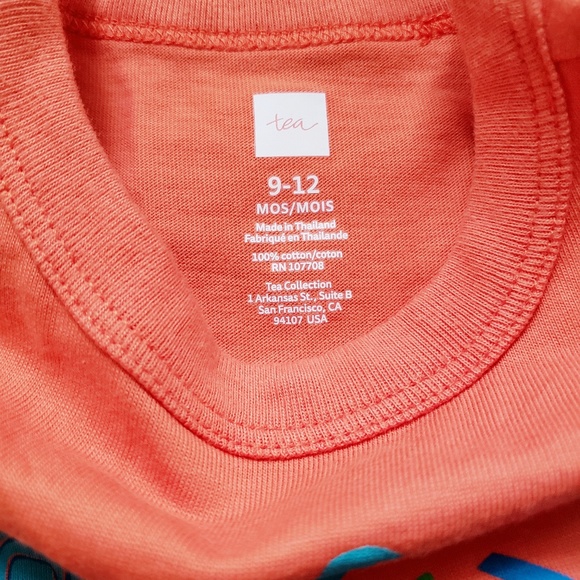 tea
9-12
MOS/MOIS
Made in Thailand
Fabriqué en Thaïlande
100% cotton/coton
RN 107708
Tea Collection
1 Arkansas St., Suite B
San Francisco, CA
94107 USA